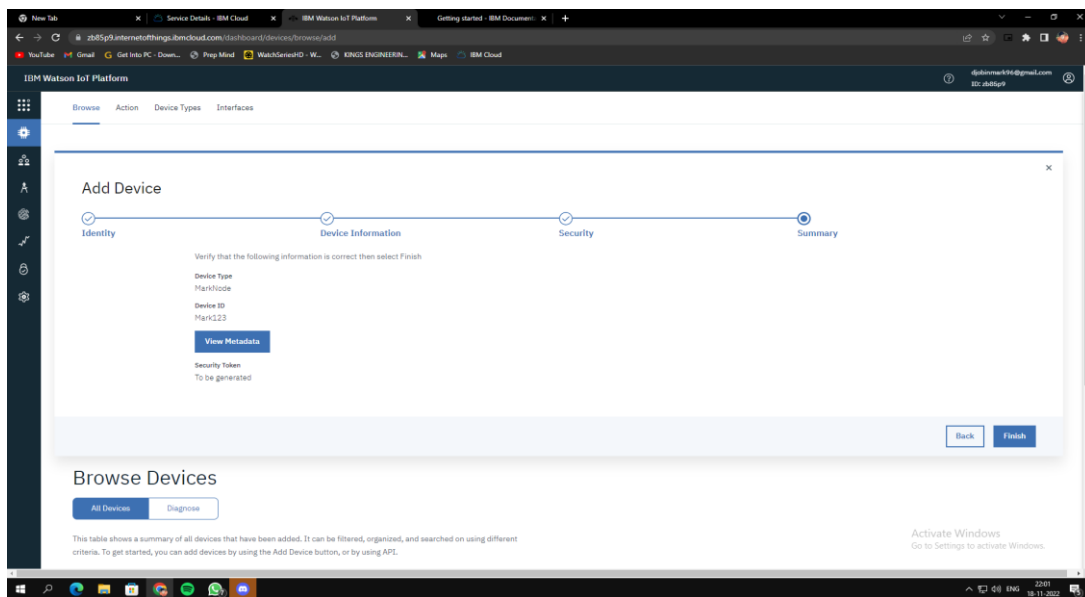 New Tab
Service Details - IBM Cloud
IBM Watson IoT Platform
Getting started - IBM Document:
zb85p9.internetofthings.ibmcloud.com/dashboard/devices/browse/add
YouTube
Gmail
Get Into PC - Down...
Prep Mind
WatchSeriesHD - W...
KINGS ENGINEERIN...
Maps
IBM Cloud
IBM Watson IoT Platform
djobinmark96@gmail.com
ID: zb85p9
Browse Action Device Types Interfaces
Add Device
Identity Device Information Security Summary
Verify that the following information is correct then select Finish
Device Type
MarkNode
Device ID
Mark123
View Metadata
Security Token
To be generated
Back Finish
Browse Devices
All Devices Diagnose
This table shows a summary of all devices that have been added. It can be filtered, organized, and searched on using different
criteria. To get started, you can add devices by using the Add Device button, or by using API.
Activate Windows
Go to Settings to activate Windows.
ENG
22:01
18-11-2022